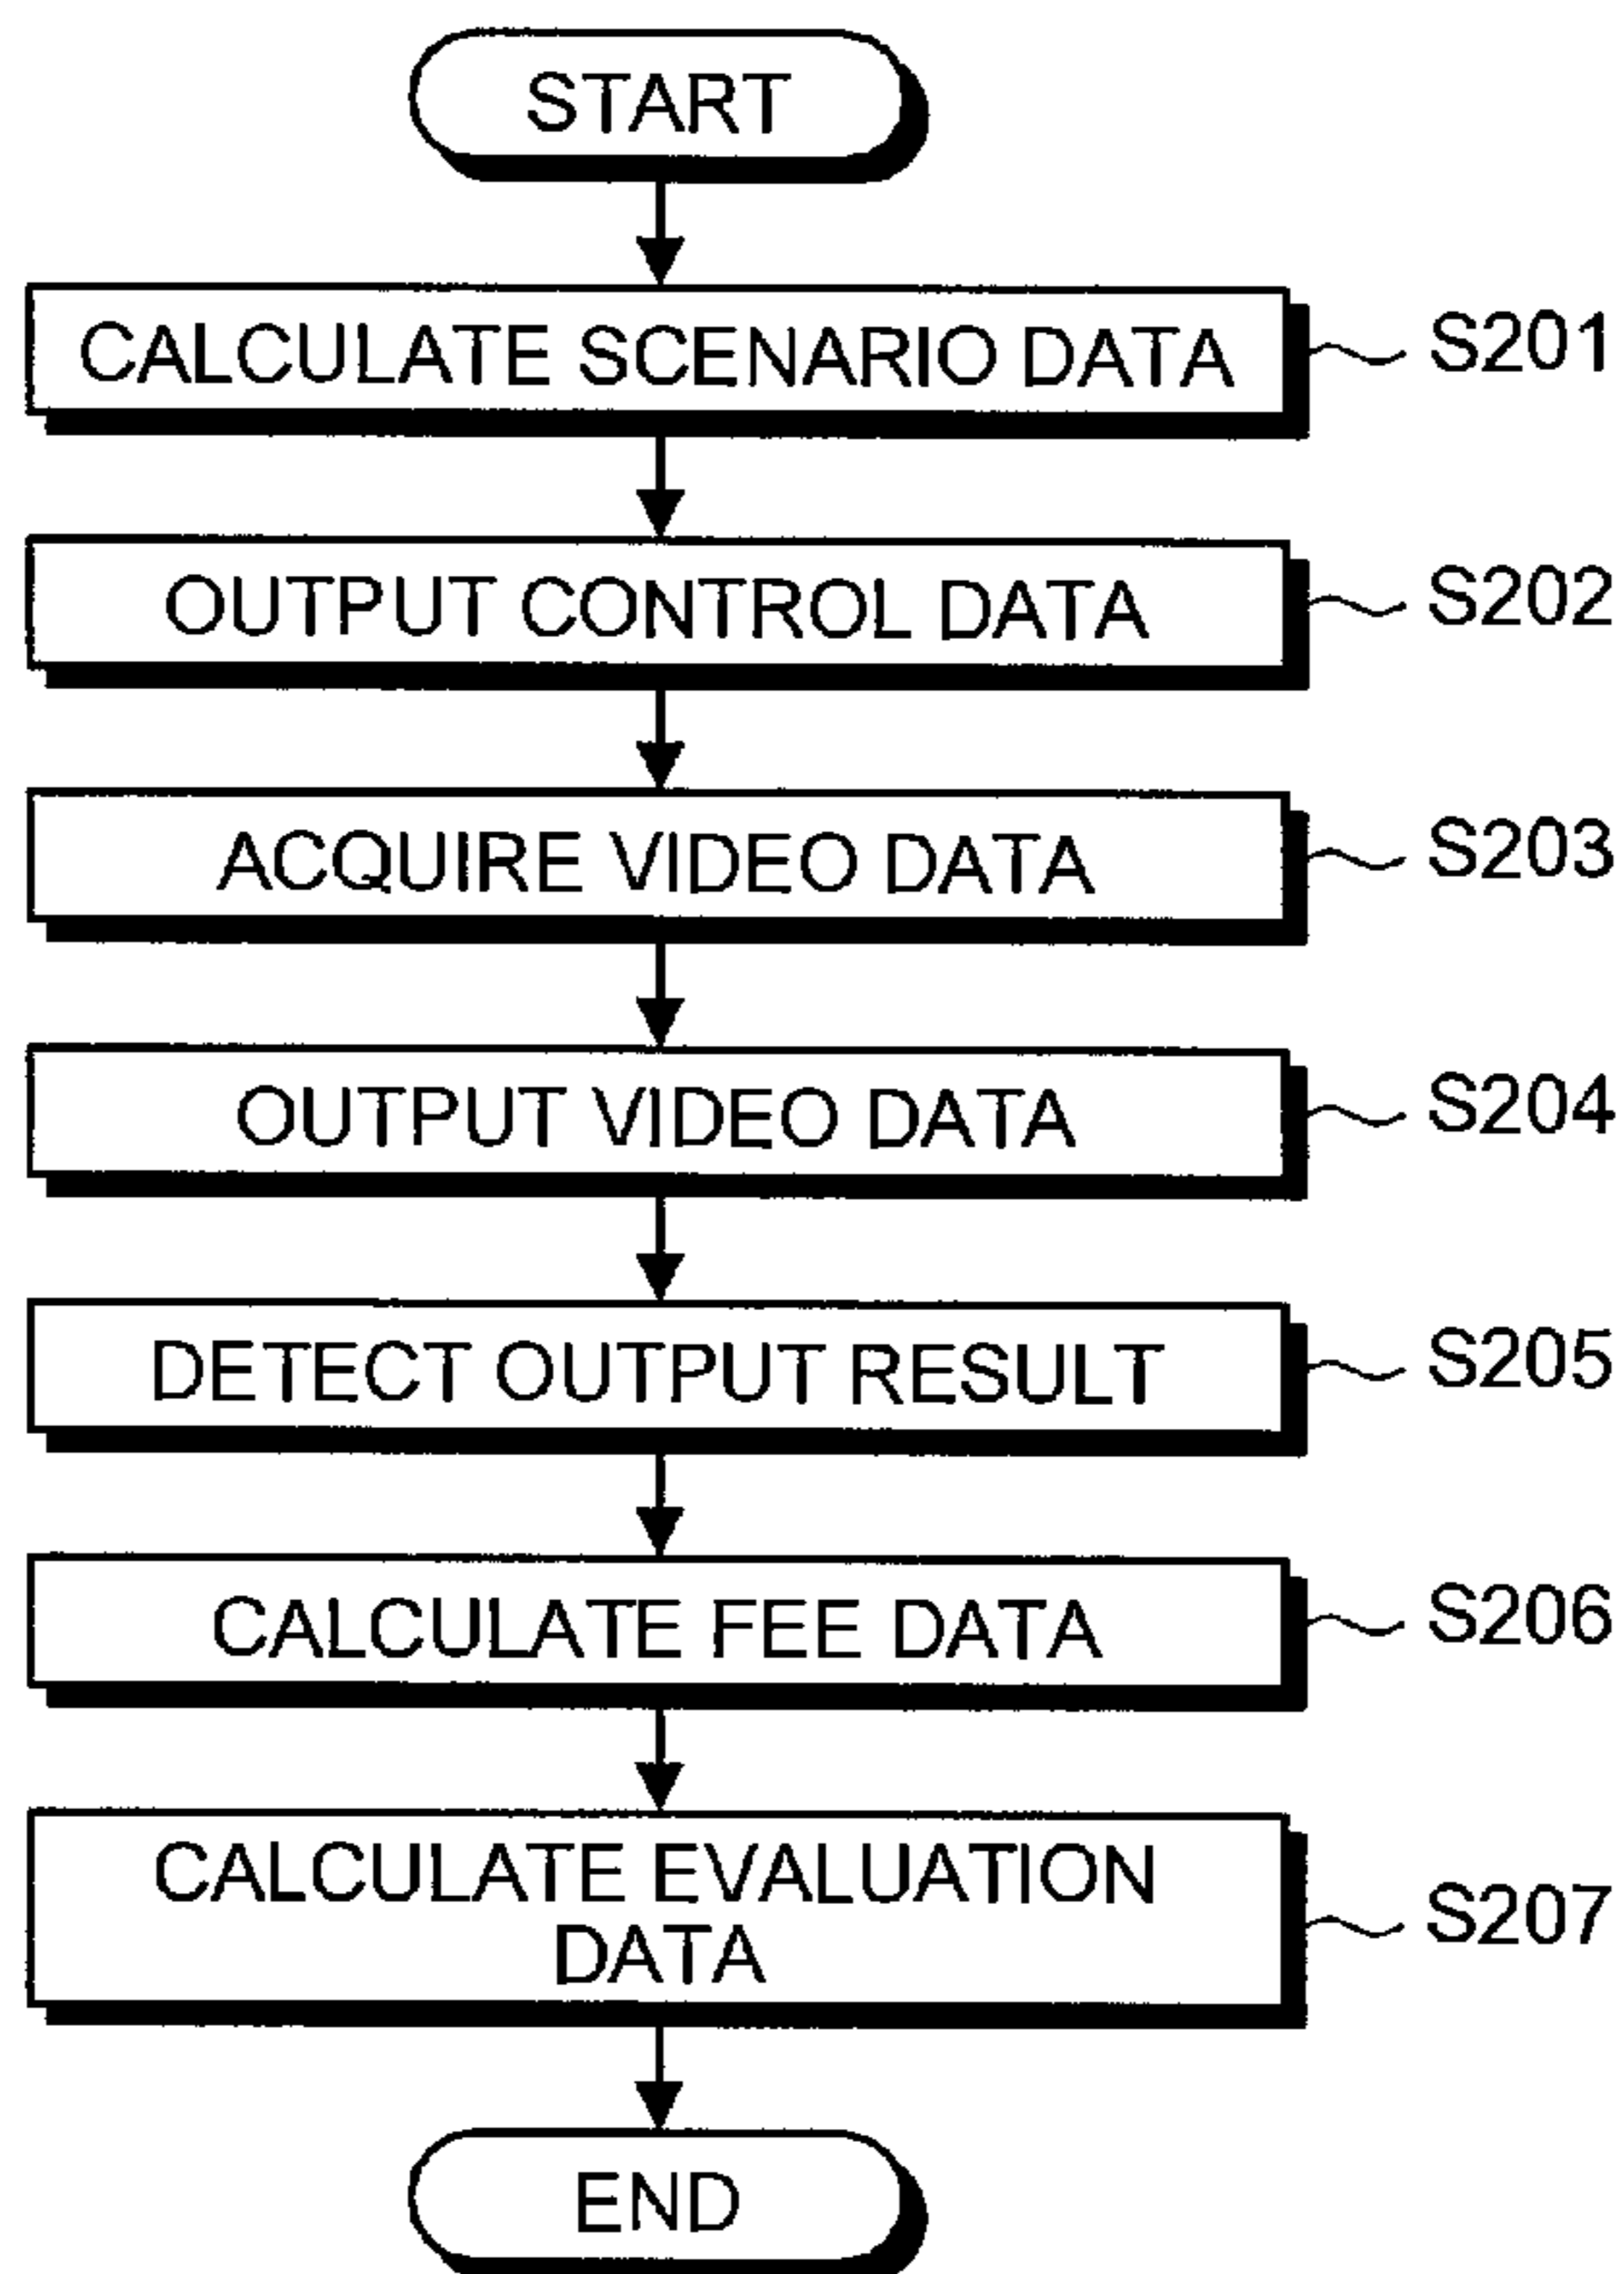 START
CALCULATE SCENARIO DATA S201
OUTPUT CONTROL DATA S202
ACQUIRE VIDEO DATA S203
OUTPUT VIDEO DATA S204
DETECT OUTPUT RESULT S205
CALCULATE FEE DATA S206
CALCULATE EVALUATION
DATA S207
END